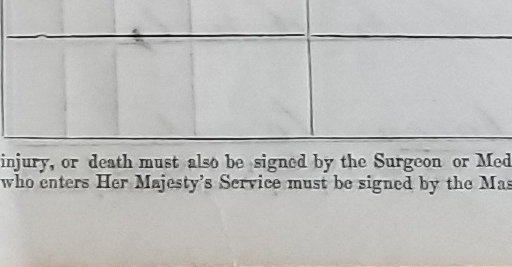 injury, or death must also be signed by the Surgeon or Med
who enters Her Majesty's Service must be signed by the Mas